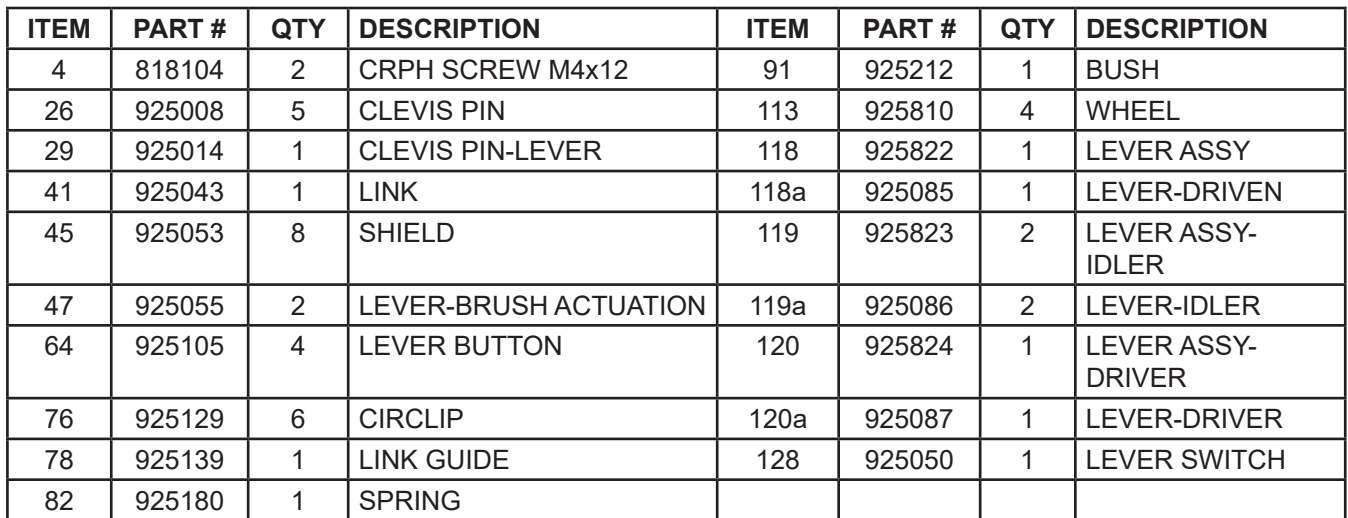 ITEM PART # QTY DESCRIPTION ITEM PART # QTY DESCRIPTION
4 818104 2 CRPH SCREW M4x12 91 925212 1 BUSH
26 925008 5 CLEVIS PIN 113 925810 4 WHEEL
29 925014 1 CLEVIS PIN-LEVER 118 925822 1 LEVER ASSY
41 925043 1 LINK 118a 925085 1 LEVER-DRIVEN
45 925053 8 SHIELD 119 925823 2 LEVER ASSY-
IDLER
47 925055 2 LEVER-BRUSH ACTUATION 119a 925086 2 LEVER-IDLER
64 925105 4 LEVER BUTTON 120 925824 1 LEVER ASSY-
DRIVER
76 925129 6 CIRCLIP 120a 925087 1 LEVER-DRIVER
78 925139 1 LINK GUIDE 128 925050 1 LEVER SWITCH
82 925180 1 SPRING